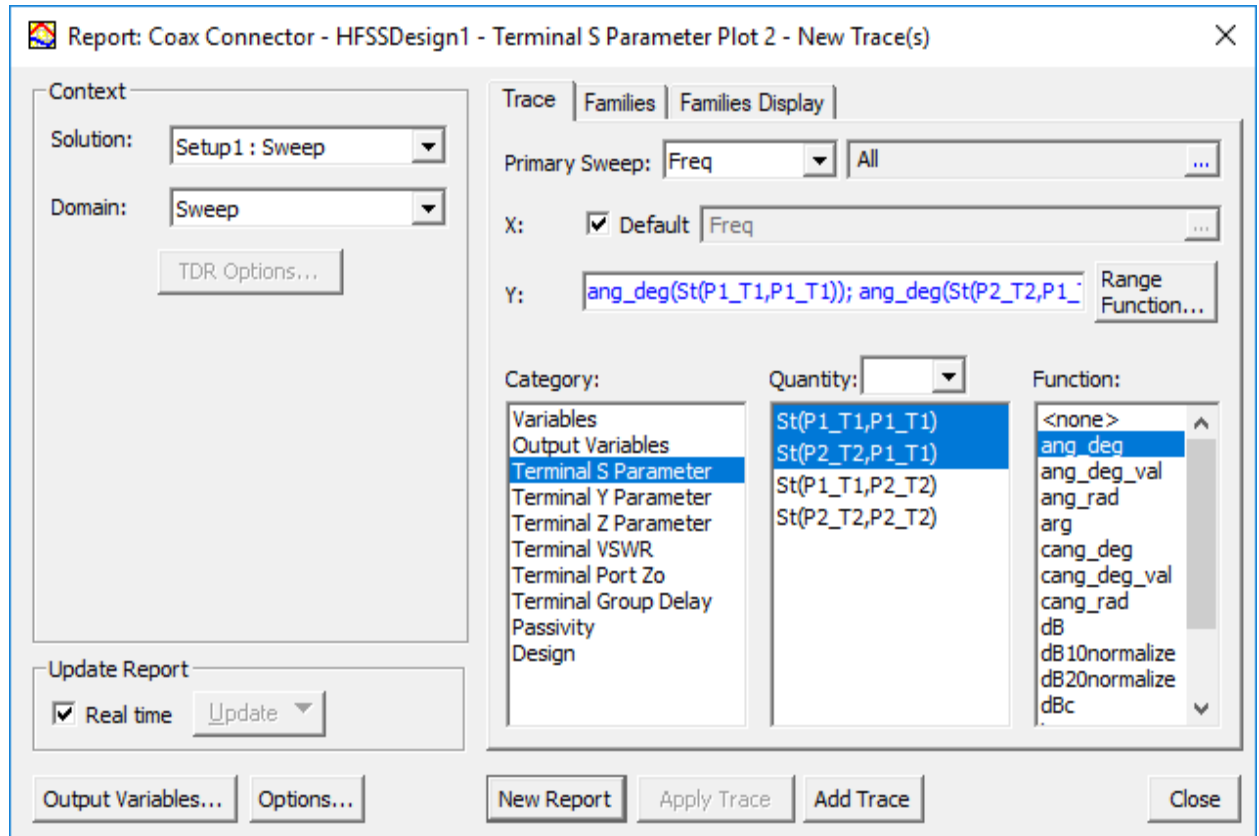 Report: Coax Connector - HFSSDesign1 - Terminal S Parameter Plot 2 - New Trace(s)
Context
Solution:
Setup1 : Sweep
Domain:
Sweep
TDR Options...
Update Report
Real time
Update
Trace
Families
Families Display
Primary Sweep:
Freq
All
...
X:
Default
Freq
...
Y:
ang_deg(St(P1_T1,P1_T1)); ang_deg(St(P2_T2,P1_
Range
Function...
Category:
Variables
Output Variables
Terminal S Parameter
Terminal Y Parameter
Terminal Z Parameter
Terminal VSWR
Terminal Port Zo
Terminal Group Delay
Passivity
Design
Quantity:
St(P1_T1,P1_T1)
St(P2_T2,P1_T1)
St(P1_T1,P2_T2)
St(P2_T2,P2_T2)
Function:
<none>
ang_deg
ang_deg_val
ang_rad
arg
cang_deg
cang_deg_val
cang_rad
dB
dB10normalize
dB20normalize
dBc
Output Variables...
Options...
New Report
Apply Trace
Add Trace
Close